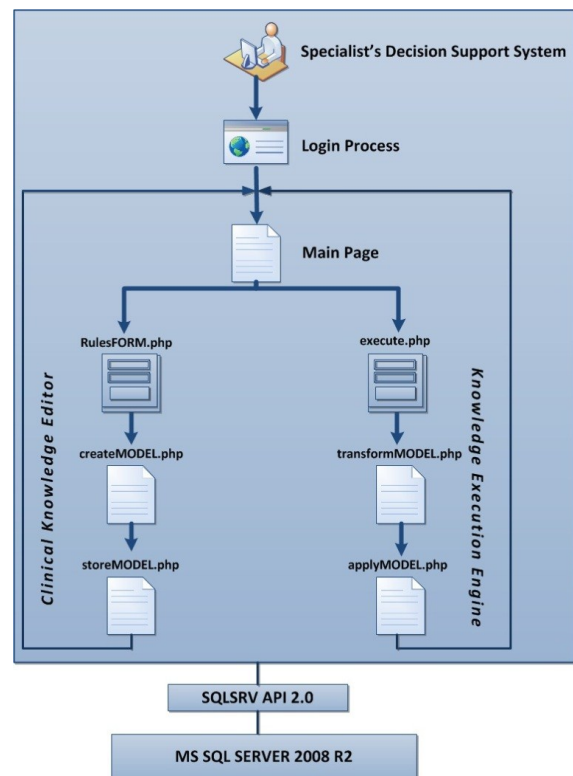 Specialist's Decision Support System
Login Process
Main Page
RulesFORM.php
execute.php
createMODEL.php
transformMODEL.php
storeMODEL.php
applyMODEL.php
Clinical Knowledge Editor
Knowledge Execution Engine
SQLSRV API 2.0
MS SQL SERVER 2008 R2